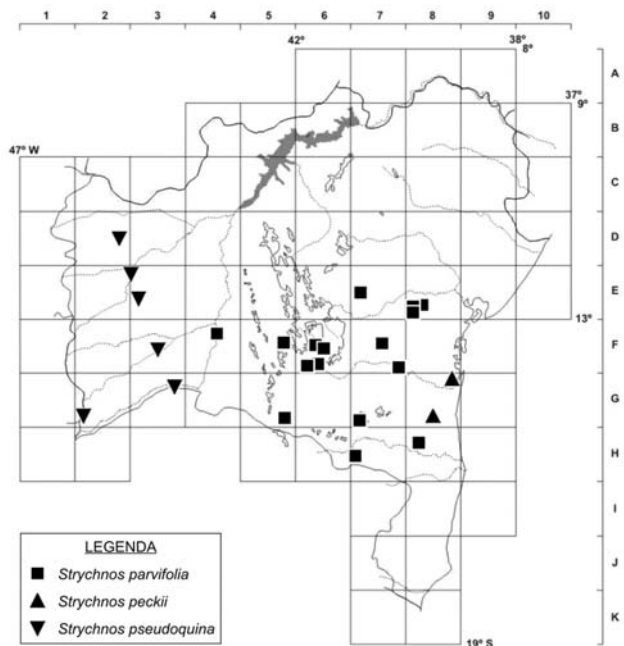 1 2 3 4 5 6 7 8 9 10
42° 38°
8°
A
37°
9°
B
47° W
C
D
E
13°
F
G
H
I
LEGENDA
J
Strychnos parvifolia
Strychnos peckii
K
Strychnos pseudoquina
19° S